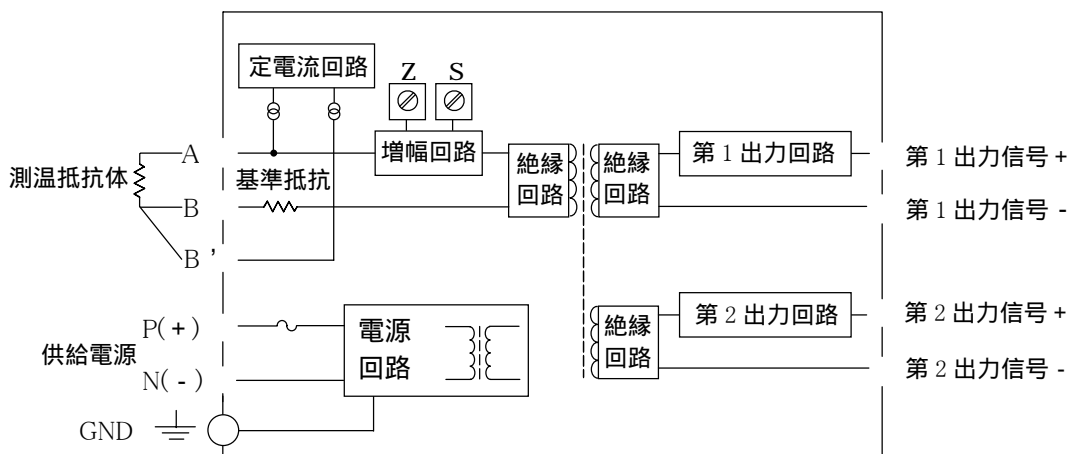 定電流回路
Z
S
A
増幅回路
測温抵抗体
基準抵抗
B
B '
絶縁
回路
絶縁
回路
第 1 出力回路
第 1 出力信号 +
第 1 出力信号 -
P( + )
供給電源
N( - )
GND
電源
回路
絶縁
回路
第 2 出力回路
第 2 出力信号 +
第 2 出力信号 -